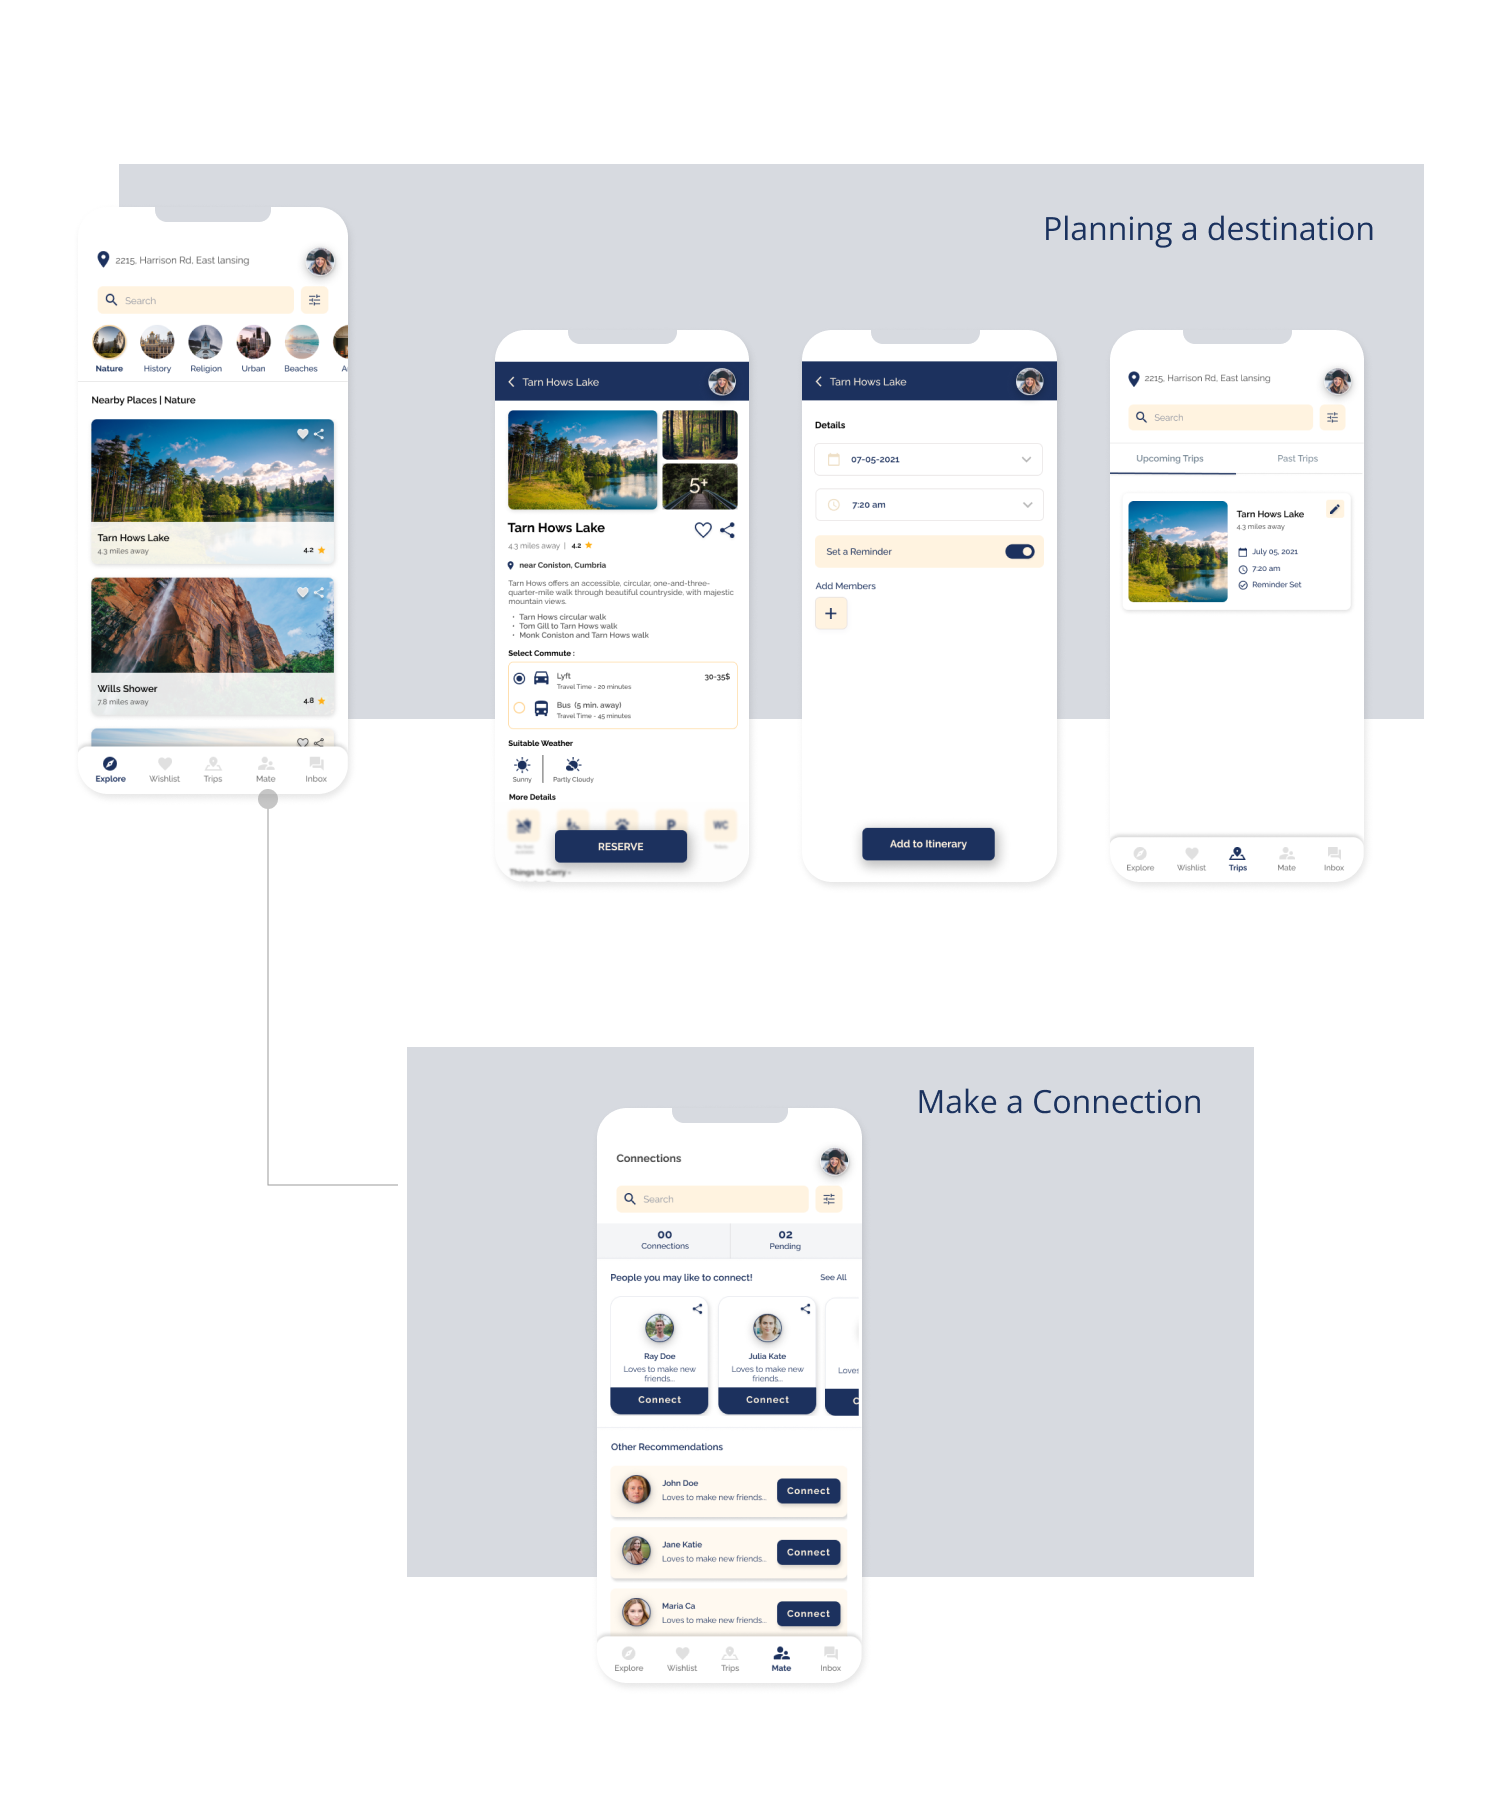 Planning a destination
2215, Harrison Rd, East lansing
Search
Nature
History
Religion
Urban
Beaches
A
Nearby Places | Nature
Tarn Hows Lake
4.3 miles away
4.2
Wills Shower
7.8 miles away
4.8
Explore
Wishlist
Trips
Mate
Inbox
Tarn Hows Lake
5+
Tarn Hows Lake
4.3 miles away | 4.2
near Coniston, Cumbria
Tarn Hows offers an accessible, circular, one-and-three-
quarter-mile walk through beautiful countryside, with majestic
mountain views.
• Tarn Hows circular walk
• Tom Gill to Tarn Hows walk
• Monk Coniston and Tarn Hows walk
Select Commute :
Lyft
30-35$
Travel Time - 20 minutes
Bus (5 min. away)
Travel Time - 45 minutes
Suitable Weather
Sunny
Partly Cloudy
More Details
P
WC
RESERVE
Things to Carry -
Tarn Hows Lake
Details
07-05-2021
7:20 am
Set a Reminder
Add Members
+
Add to Itinerary
2215, Harrison Rd, East lansing
Search
Upcoming Trips
Past Trips
Tarn Hows Lake
4.3 miles away
July 05, 2021
7:20 am
Reminder Set
Explore
Wishlist
Trips
Mate
Inbox
Make a Connection
Connections
Search
00
Connections
02
Pending
People you may like to connect!
See All
Ray Doe
Loves to make new
friends...
Connect
Julia Kate
Loves to make new
friends...
Connect
Loves
C
Other Recommendations
John Doe
Loves to make new friends...
Connect
Jane Katie
Loves to make new friends...
Connect
Maria Ca
Loves to make new friends...
Connect
Explore
Wishlist
Trips
Mate
Inbox